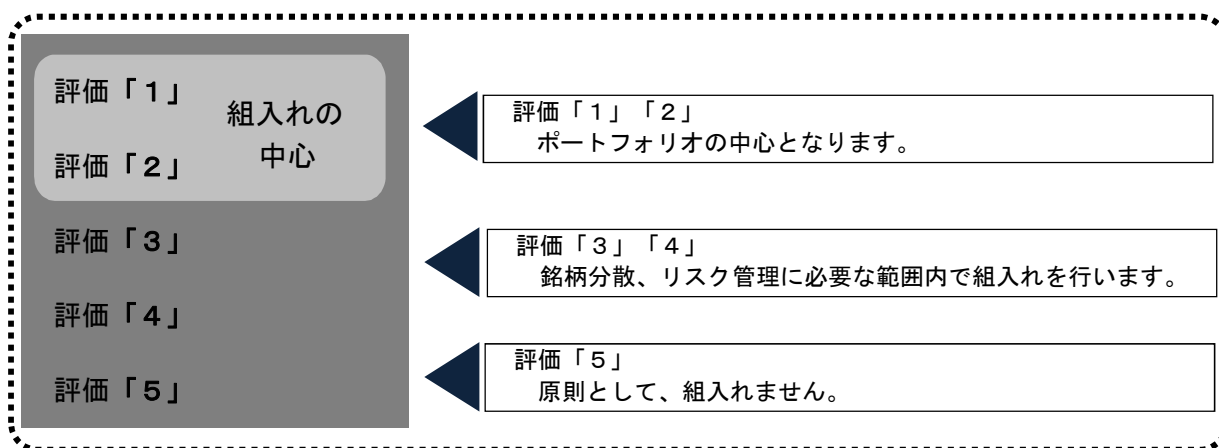 評価「１」
評価「２」
組入れの
中心
評価「３」
評価「４」
評価「５」
評価「１」「２」
ポートフォリオの中心となります。
評価「３」「４」
銘柄分散、リスク管理に必要な範囲内で組入れを行います。
評価「５」
原則として、組入れません。